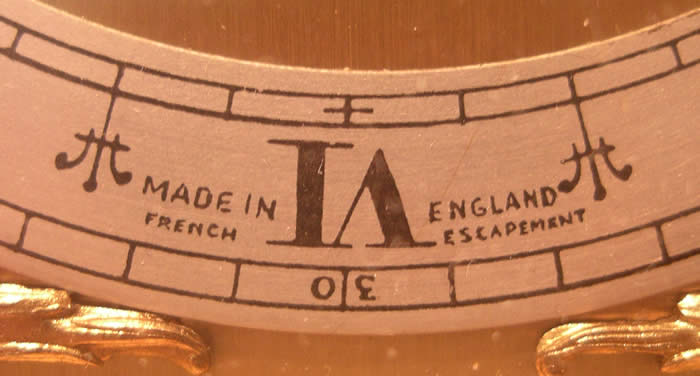 MADE IN VI ENGLAND
FRENCH ESCAPEMENT
30